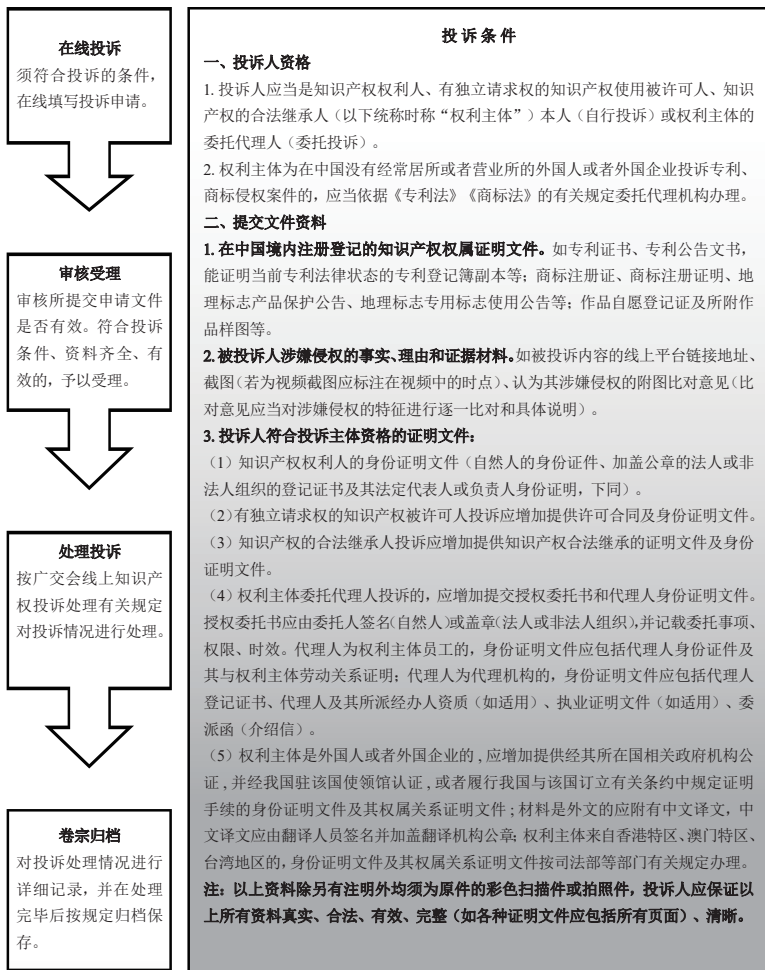 在线投诉
须符合投诉的条件，
在线填写投诉申请。
审核受理
审核所提交申请文件
是否有效。符合投诉
条件、资料齐全、有
效的，予以受理。
处理投诉
按广交会线上知识产
权投诉处理有关规定
对投诉情况进行处理。
卷宗归档
对投诉处理情况进行
详细记录，并在处理
完毕后按规定归档保
存。
投 诉 条 件
一、投诉人资格
1. 投诉人应当是知识产权权利人、有独立请求权的知识产权使用被许可人、知识
产权的合法继承人（以下统称时称“权利主体”）本人（自行投诉）或权利主体的
委托代理人（委托投诉）。
2. 权利主体为在中国没有经常居所或者营业所的外国人或者外国企业投诉专利、
商标侵权案件的，应当依据《专利法》《商标法》的有关规定委托代理机构办理。
二、提交文件资料
1. 在中国境内注册登记的知识产权权属证明文件。如专利证书、专利公告文书，
能证明当前专利法律状态的专利登记簿副本等；商标注册证、商标注册证明、地
理标志产品保护公告、地理标志专用标志使用公告等；作品自愿登记证及所附作
品样图等。
2. 被投诉人涉嫌侵权的事实、理由和证据材料。如被投诉内容的线上平台链接地址、
截图（若为视频截图应标注在视频中的时点）、认为其涉嫌侵权的附图比对意见（比
对意见应当对涉嫌侵权的特征进行逐一比对和具体说明）。
3. 投诉人符合投诉主体资格的证明文件：
（1）知识产权权利人的身份证明文件（自然人的身份证件、加盖公章的法人或非
法人组织的登记证书及其法定代表人或负责人身份证明，下同）。
（2）有独立请求权的知识产权被许可人投诉应增加提供许可合同及身份证明文件。
（3）知识产权的合法继承人投诉应增加提供知识产权合法继承的证明文件及身份
证明文件。
（4）权利主体委托代理人投诉的，应增加提交授权委托书和代理人身份证明文件。
授权委托书应由委托人签名（自然人）或盖章（法人或非法人组织），并记载委托事项、
权限、时效。代理人为权利主体员工的，身份证明文件应包括代理人身份证件及
其与权利主体劳动关系证明；代理人为代理机构的，身份证明文件应包括代理人
登记证书、代理人及其所派经办人资质（如适用）、执业证明文件（如适用）、委
派函（介绍信）。
（5）权利主体是外国人或者外国企业的 , 应增加提供经其所在国相关政府机构公
证 , 并经我国驻该国使领馆认证 , 或者履行我国与该国订立有关条约中规定证明
手续的身份证明文件及其权属关系证明文件 ; 材料是外文的应附有中文译文，中
文译文应由翻译人员签名并加盖翻译机构公章；权利主体来自香港特区、澳门特区、
台湾地区的，身份证明文件及其权属关系证明文件按司法部等部门有关规定办理。
注：以上资料除另有注明外均须为原件的彩色扫描件或拍照件，投诉人应保证以
上所有资料真实、合法、有效、完整（如各种证明文件应包括所有页面）、清晰。